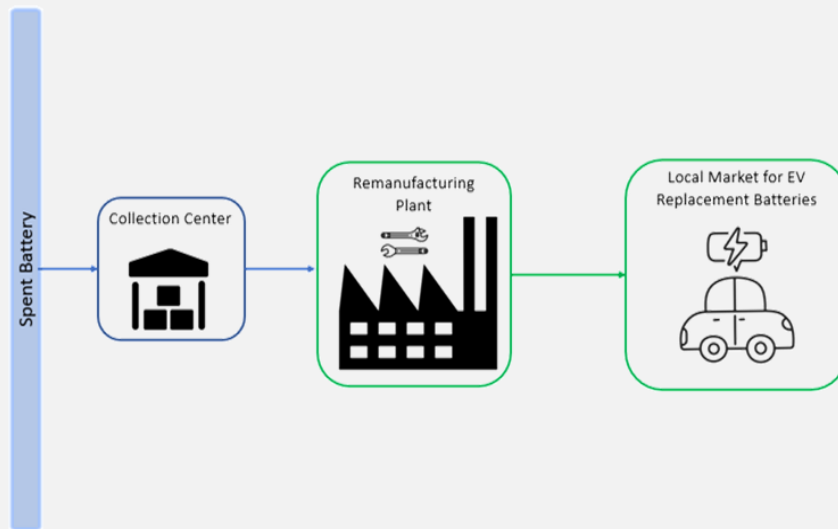 Spent Battery
Collection Center
Remanufacturing
Plant
Local Market for EV
Replacement Batteries